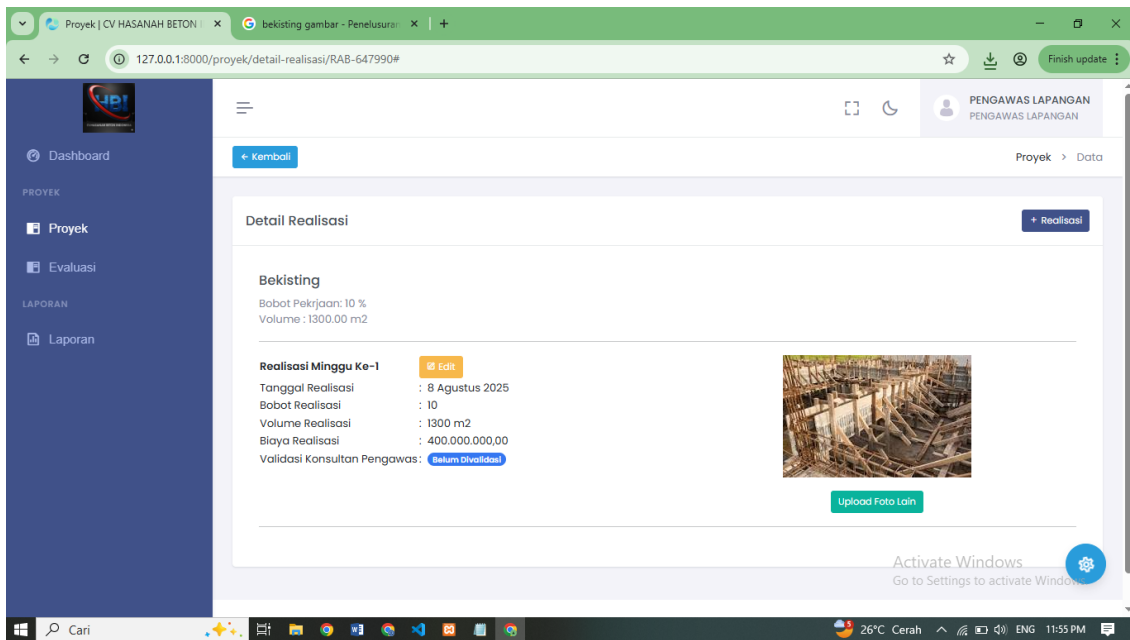 Proyek | CV HASANAH BETON
bekisting gambar - Penelusuran
127.0.0.1:8000/proyek/detail-realisasi/RAB-647990#
Finish update
HBI
PENGAWAS LAPANGAN
PENGAWAS LAPANGAN
Dashboard
← Kembali
Proyek > Data
PROYEK
Proyek
Evaluasi
LAPORAN
Laporan
Detail Realisasi
+ Realisasi
Bekisting
Bobot Pekrjaan: 10 %
Volume : 1300.00 m2
Realisasi Minggu Ke-1
Edit
Tanggal Realisasi : 8 Agustus 2025
Bobot Realisasi : 10
Volume Realisasi : 1300 m2
Biaya Realisasi : 400.000.000,00
Validasi Konsultan Pengawas : Belum Divalidasi
Upload Foto Lain
Activate Windows
Go to Settings to activate Windows.
Cari
26°C Cerah
ENG
11:55 PM